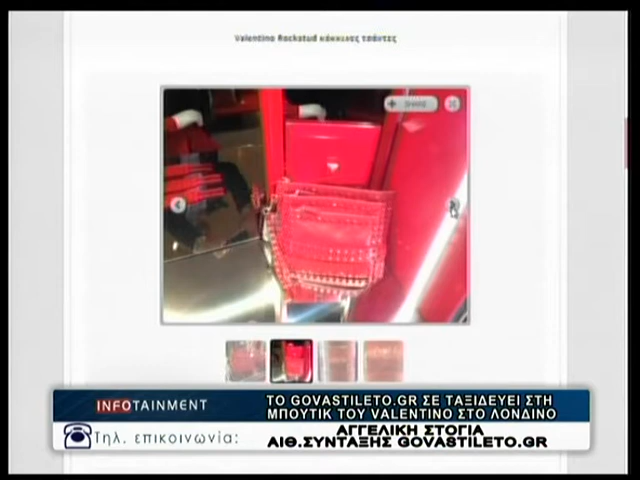 Valentino Rockstud κόκκινες τσάντες
SHARE
INFOTAINMENT
ΤΟ GOVASTILETO.GR ΣΕ ΤΑΞΙΔΕΥΕΙ ΣΤΗ
ΜΠΟΥΤΙΚ ΤΟΥ VALENTINO ΣΤΟ ΛΟΝΔΙΝΟ
Τηλ. επικοινωνία:
ΑΓΓΕΛΙΚΗ ΣΤΟΓΙΑ
ΑΙΘ.ΣΥΝΤΑΞΗΣ GOVASTILETO.GR